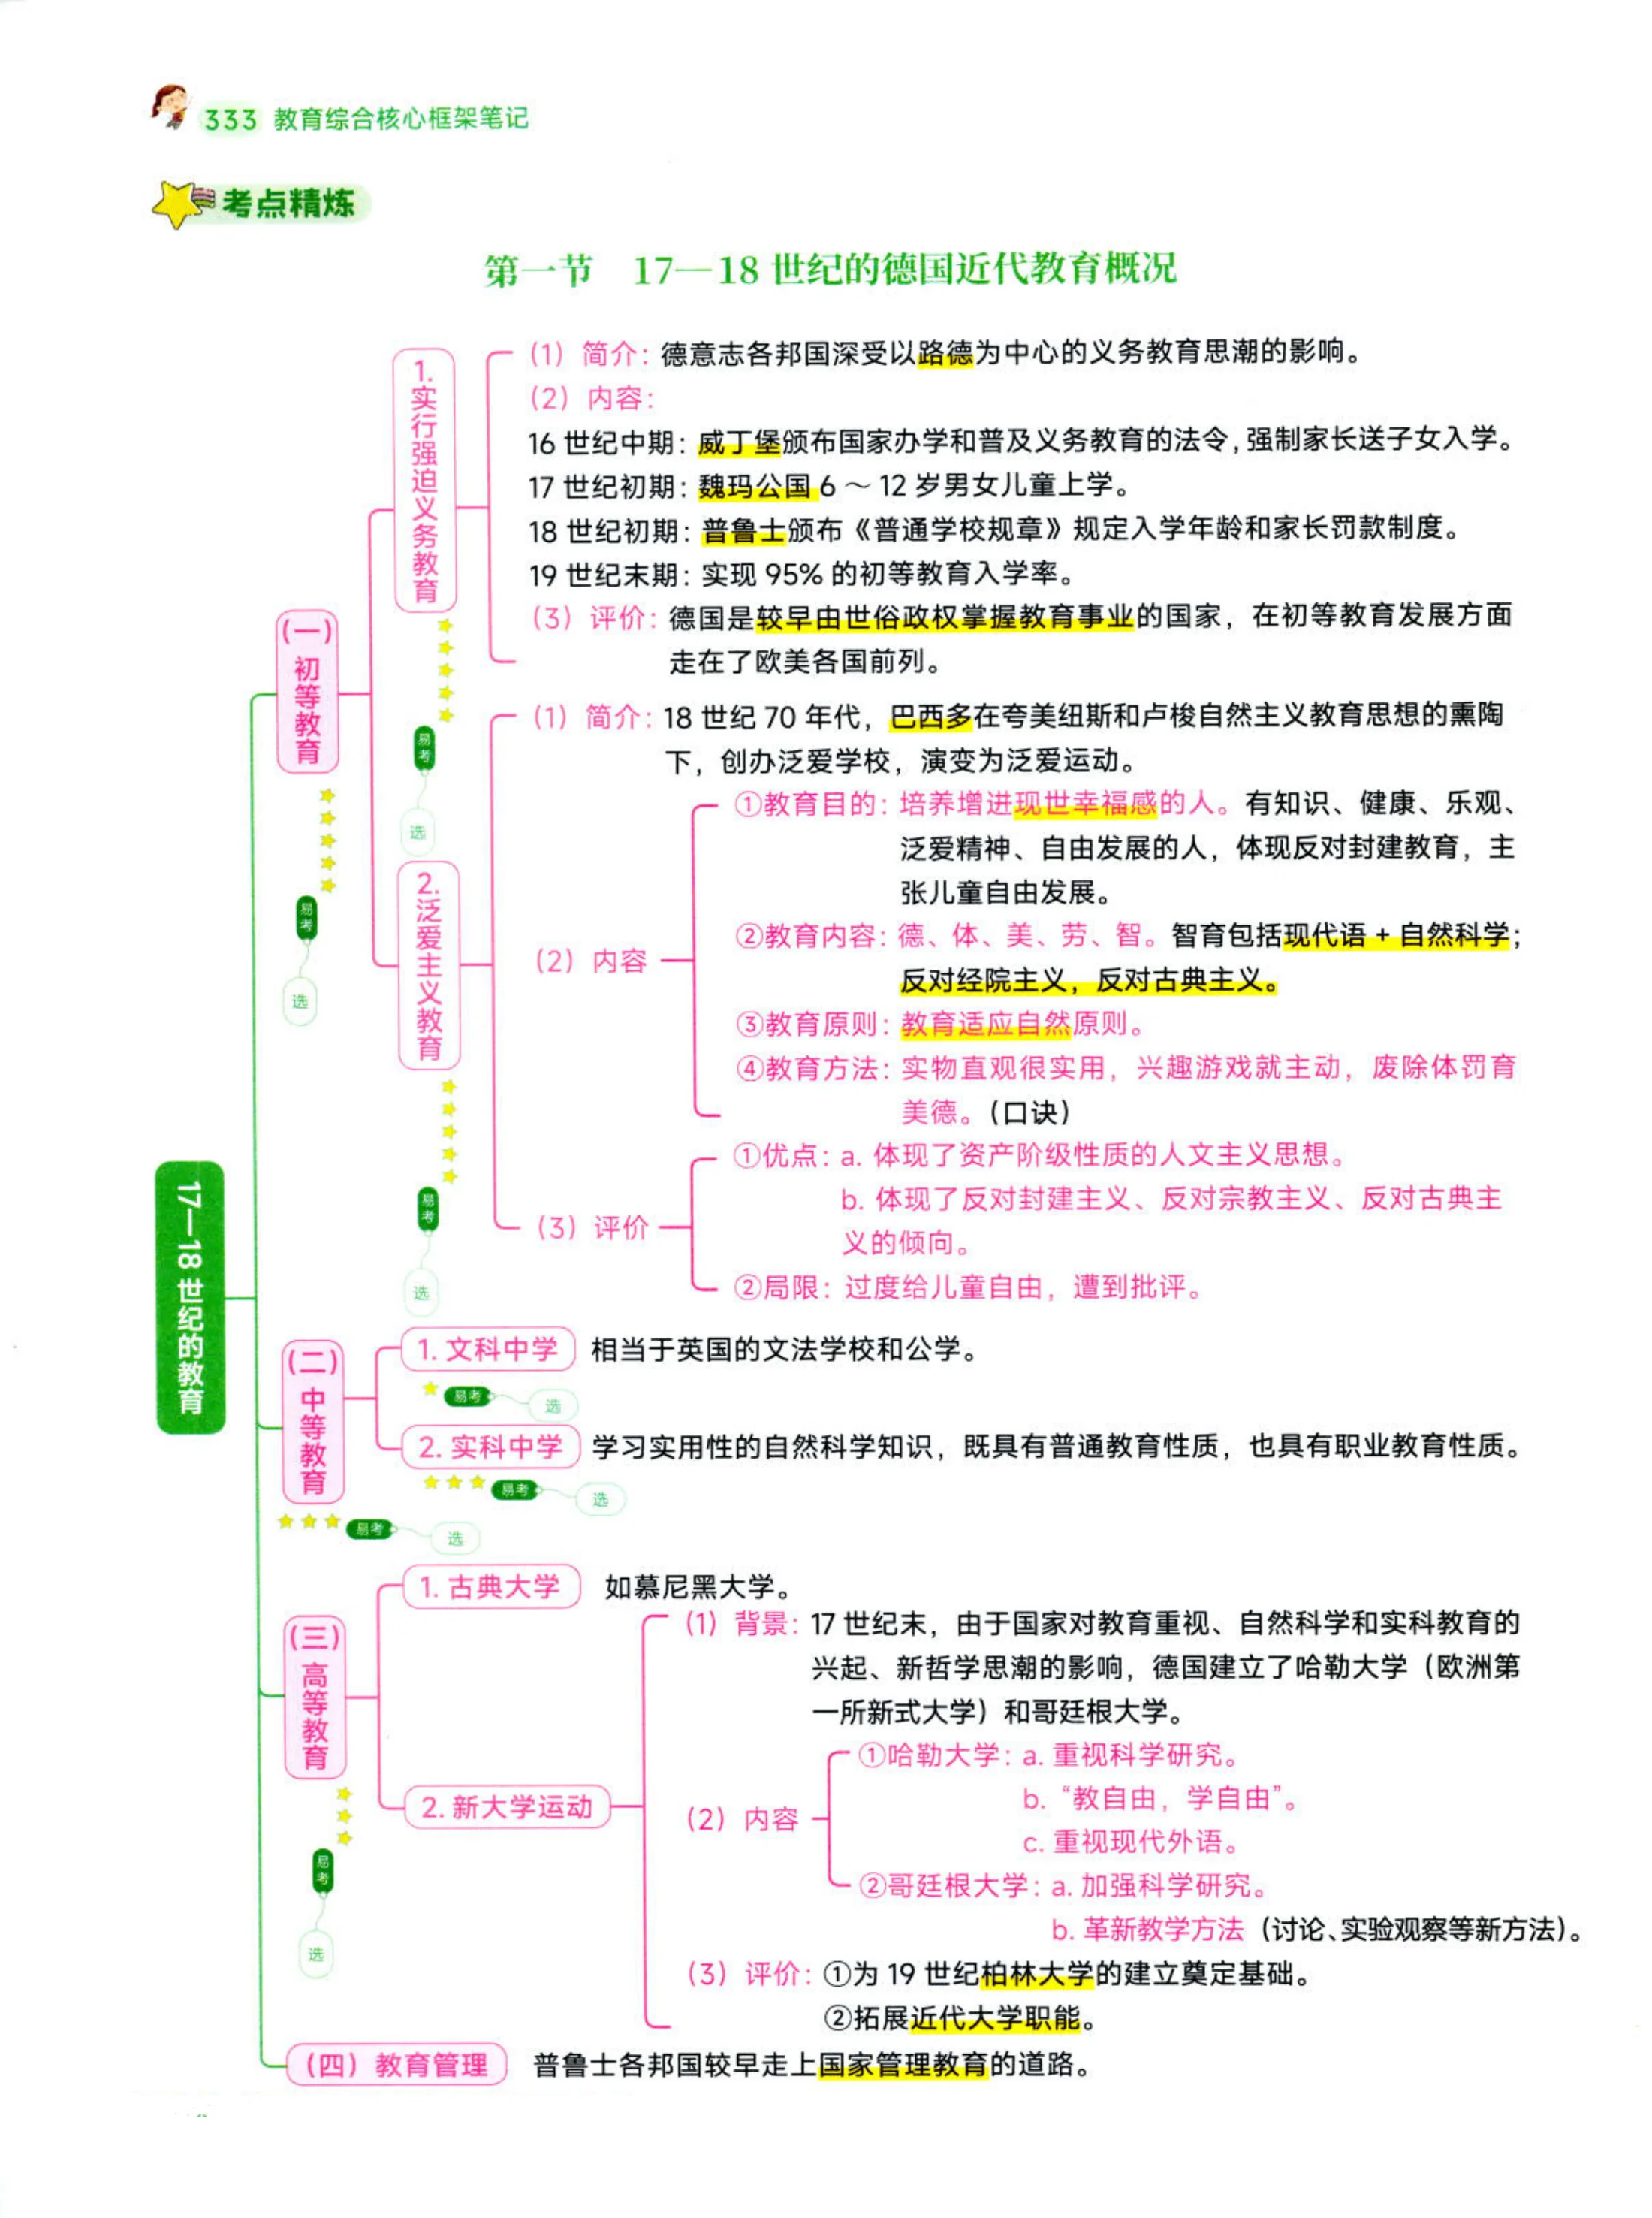 333 教育综合核心框架笔记
考点精炼
第一节 17—18 世纪的德国近代教育概况
17—18 世纪的教育
(一) 初等教育
易考
选
1. 实行强迫义务教育
易考
选
(1) 简介：德意志各邦国深受以路德为中心的义务教育思潮的影响。
(2) 内容：
16 世纪中期：威丁堡颁布国家办学和普及义务教育的法令，强制家长送子女入学。
17 世纪初期：魏玛公国 6 ～ 12 岁男女儿童上学。
18 世纪初期：普鲁士颁布《普通学校规章》规定入学年龄和家长罚款制度。
19 世纪末期：实现 95% 的初等教育入学率。
(3) 评价：德国是较早由世俗政权掌握教育事业的国家，在初等教育发展方面
走在了欧美各国前列。
2. 泛爱主义教育
易考
选
(1) 简介：18 世纪 70 年代，巴西多在夸美纽斯和卢梭自然主义教育思想的熏陶
下，创办泛爱学校，演变为泛爱运动。
(2) 内容
①教育目的：培养增进现世幸福感的人。有知识、健康、乐观、
泛爱精神、自由发展的人，体现反对封建教育，主
张儿童自由发展。
②教育内容：德、体、美、劳、智。智育包括现代语 + 自然科学；
反对经院主义，反对古典主义。
③教育原则：教育适应自然原则。
④教育方法：实物直观很实用，兴趣游戏就主动，废除体罚育
美德。（口诀）
(3) 评价
①优点：a. 体现了资产阶级性质的人文主义思想。
b. 体现了反对封建主义、反对宗教主义、反对古典主
义的倾向。
②局限：过度给儿童自由，遭到批评。
(二) 中等教育
易考
选
1. 文科中学 相当于英国的文法学校和公学。
易考
选
2. 实科中学 学习实用性的自然科学知识，既具有普通教育性质，也具有职业教育性质。
易考
选
(三) 高等教育
易考
选
1. 古典大学 如慕尼黑大学。
2. 新大学运动
(1) 背景：17 世纪末，由于国家对教育重视、自然科学和实科教育的
兴起、新哲学思潮的影响，德国建立了哈勒大学（欧洲第
一所新式大学）和哥廷根大学。
(2) 内容
①哈勒大学：a. 重视科学研究。
b. “教自由，学自由”。
c. 重视现代外语。
②哥廷根大学：a. 加强科学研究。
b. 革新教学方法（讨论、实验观察等新方法）。
(3) 评价：①为 19 世纪柏林大学的建立奠定基础。
②拓展近代大学职能。
(四) 教育管理 普鲁士各邦国较早走上国家管理教育的道路。